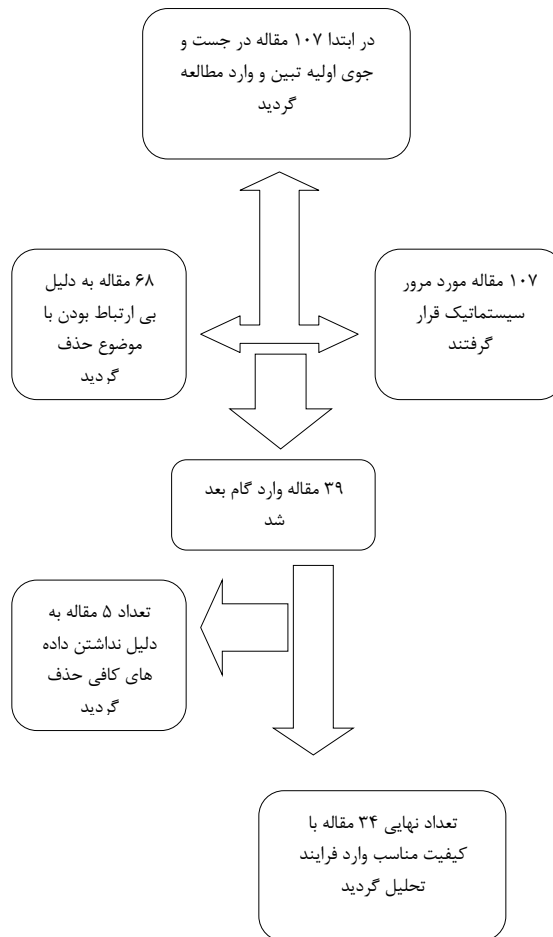 در ابتدا ۱۰۷ مقاله در جست و
جوی اولیه تبین و وارد مطالعه
گردید
۱۰۷ مقاله مورد مرور
سیستماتیک قرار
گرفتند
۶۸ مقاله به دلیل
بی ارتباط بودن با
موضوع حذف
گردید
۳۹ مقاله وارد گام بعد
شد
تعداد ۵ مقاله به
دلیل نداشتن داده
های کافی حذف
گردید
تعداد نهایی ۳۴ مقاله با
کیفیت مناسب وارد فرایند
تحلیل گردید